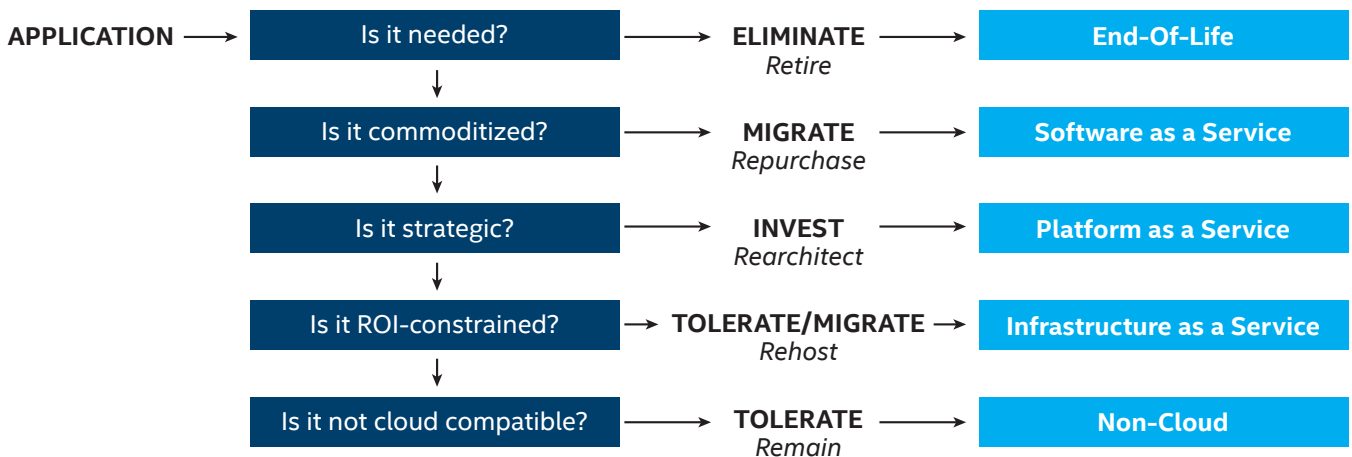 APPLICATION
Is it needed?
ELIMINATE
Retire
End-Of-Life
Is it commoditized?
MIGRATE
Repurchase
Software as a Service
Is it strategic?
INVEST
Rearchitect
Platform as a Service
Is it ROI-constrained?
TOLERATE/MIGRATE
Rehost
Infrastructure as a Service
Is it not cloud compatible?
TOLERATE
Remain
Non-Cloud